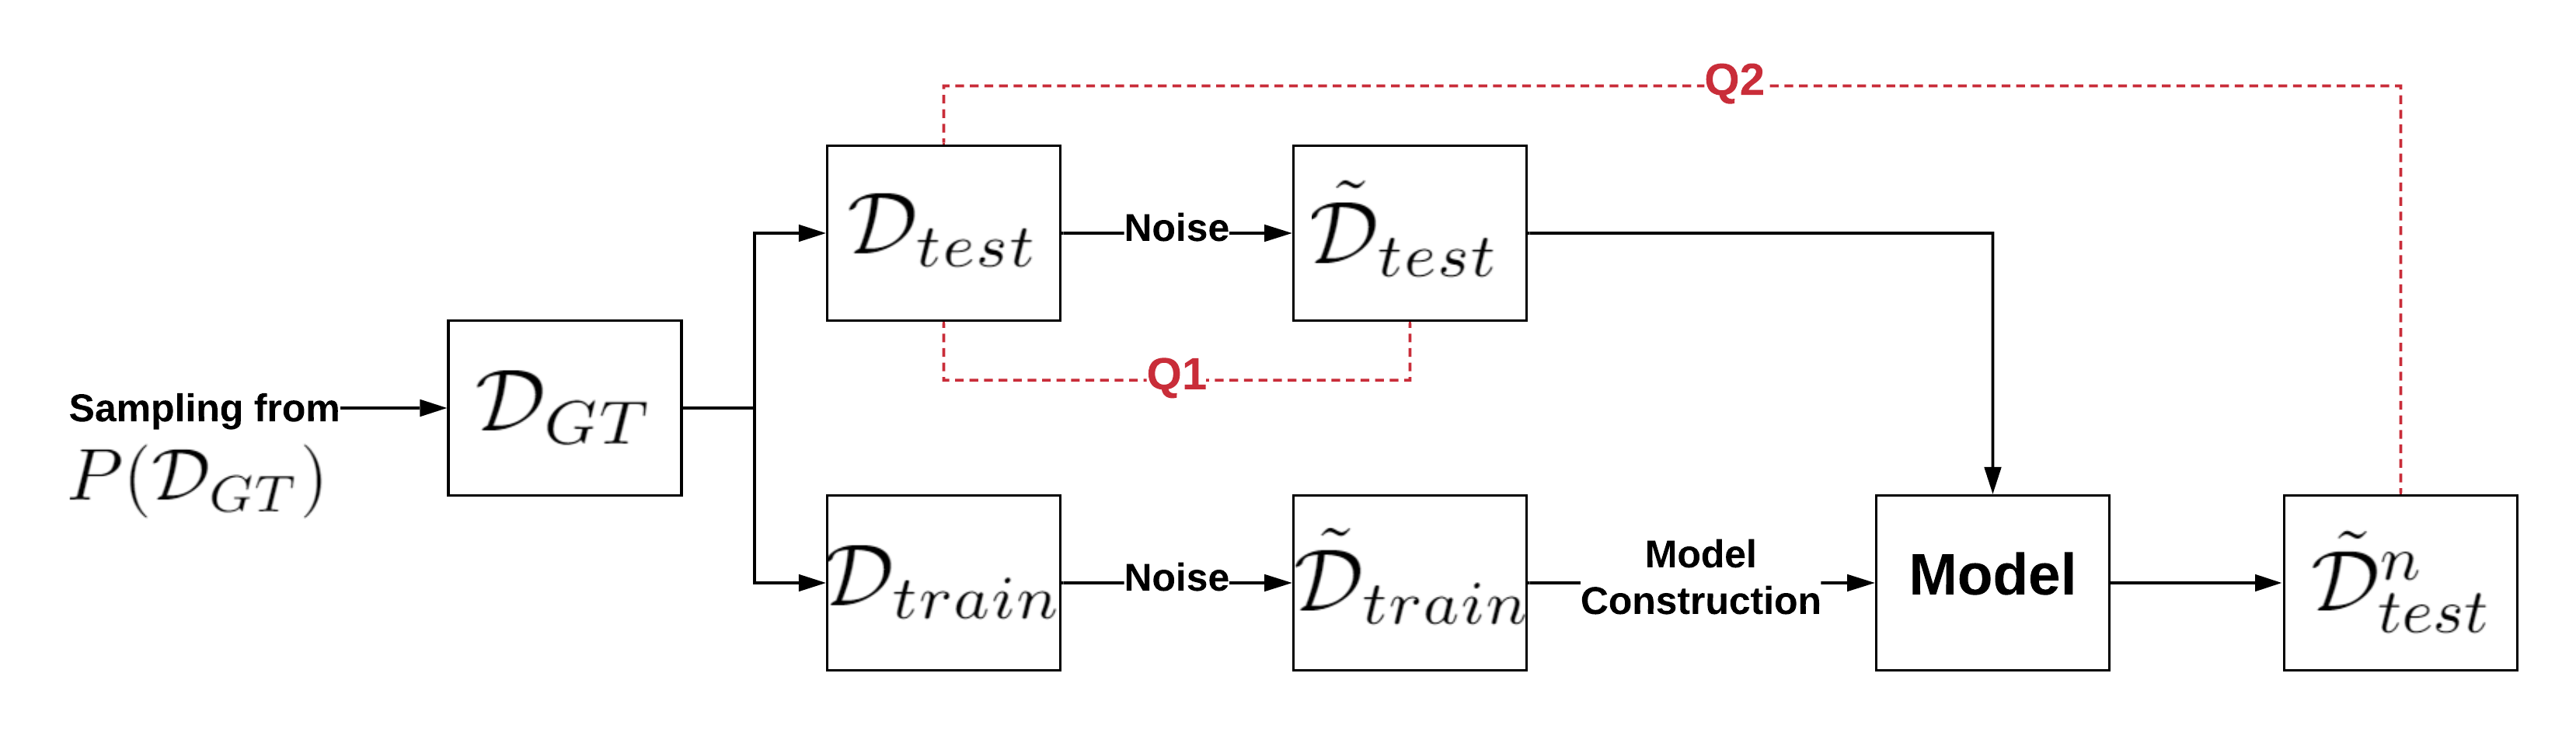 Q2
$\mathcal{D}_{test}$
Noise
$\tilde{\mathcal{D}}_{test}$
Q1
Sampling from
$P(\mathcal{D}_{GT})$
$\mathcal{D}_{GT}$
$\mathcal{D}_{train}$
Noise
$\tilde{\mathcal{D}}_{train}$
Model
Construction
Model
$\tilde{\mathcal{D}}^{n}_{test}$